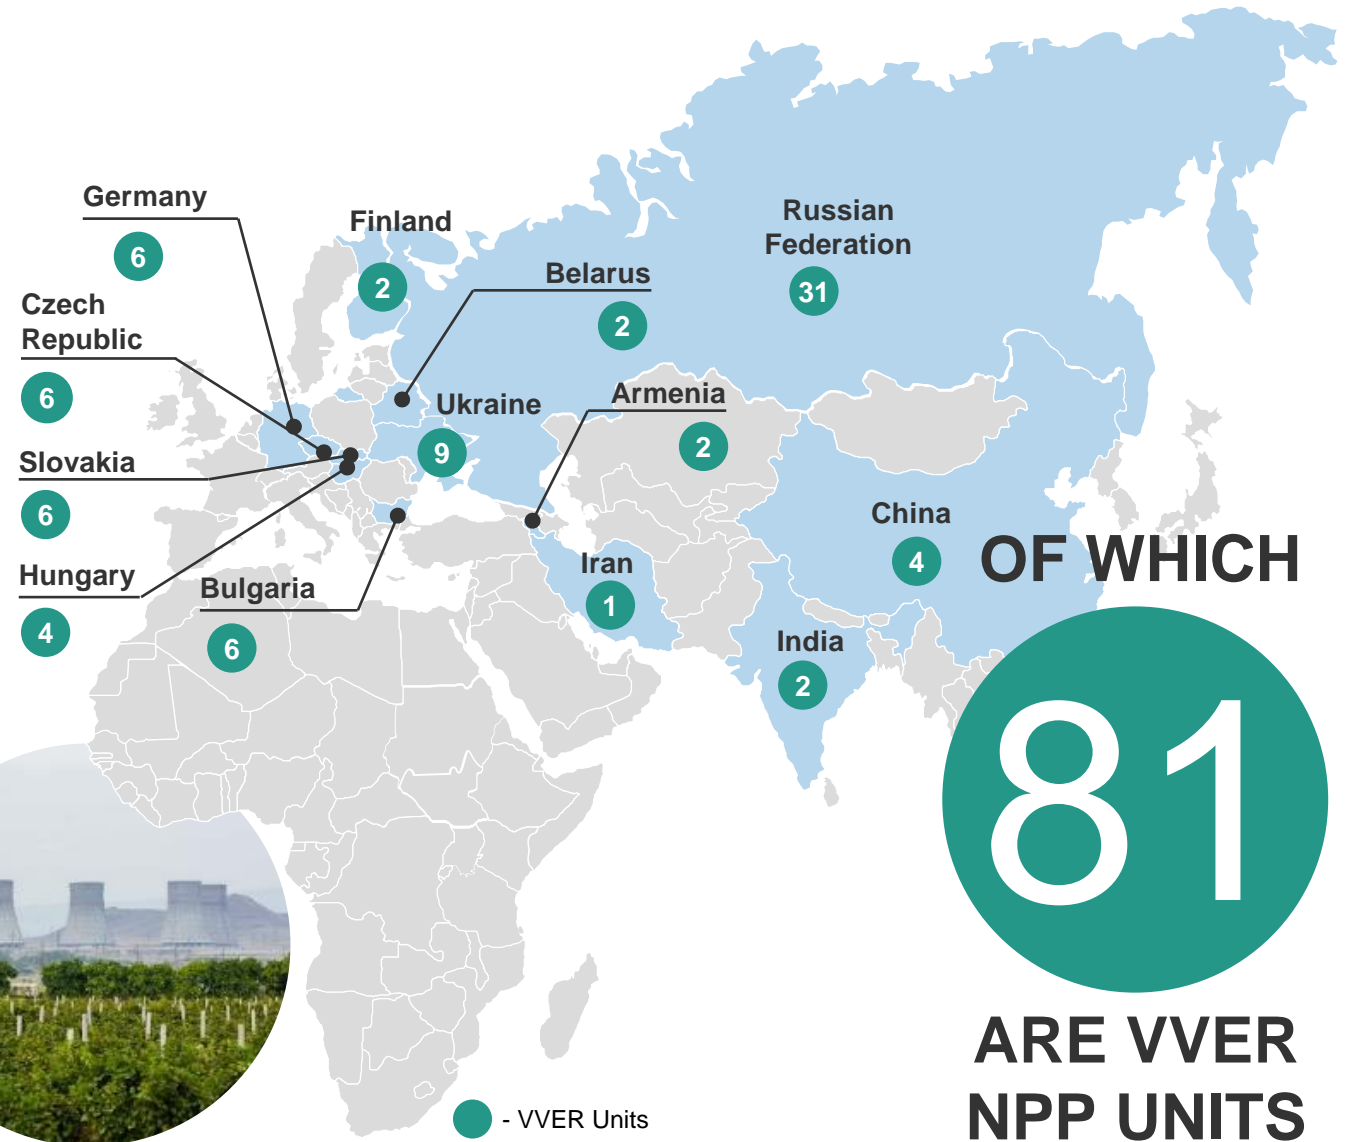 Germany
6
Finland
2
Russian
Federation
31
Belarus
2
Czech
Republic
6
Ukraine
9
Armenia
2
Slovakia
6
China
4
OF WHICH
Iran
1
Hungary
4
Bulgaria
6
India
2
81
ARE VVER
NPP UNITS
- VVER Units